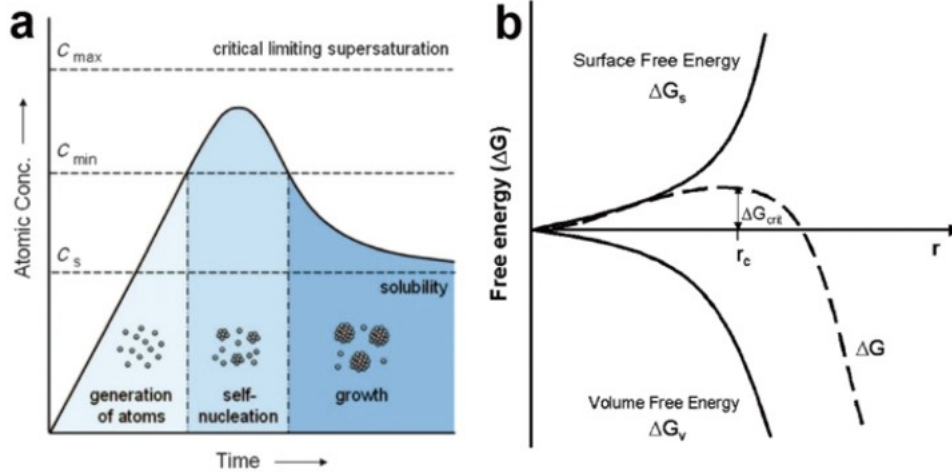 a
C max
critical limiting supersaturation
C min
C s
solubility
generation
of atoms
self-
nucleation
growth
Atomic Conc.
Time
b
Surface Free Energy
ΔGs
Free energy (ΔG)
ΔGcrit
rc
r
ΔG
Volume Free Energy
ΔGv